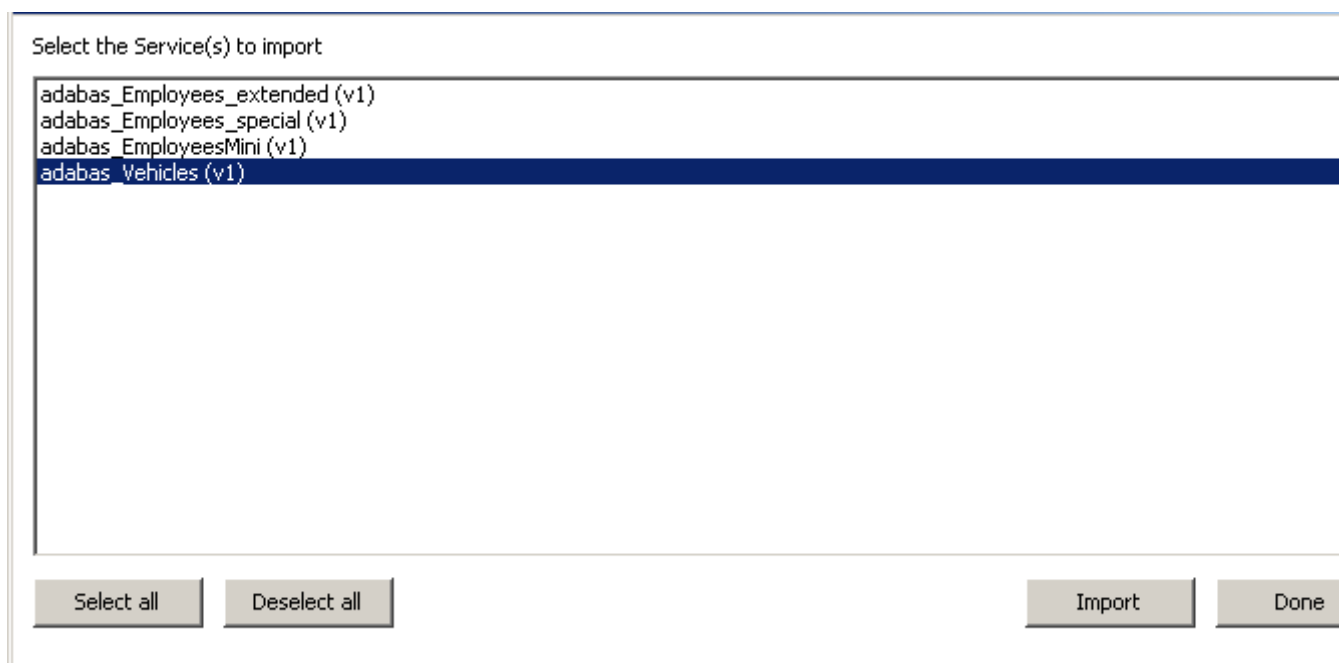 Select the Service(s) to import
adabas_Employees_extended (v1)
adabas_Employees_special (v1)
adabas_EmployeesMini (v1)
adabas_Vehicles (v1)
Select all Deselect all Import Done